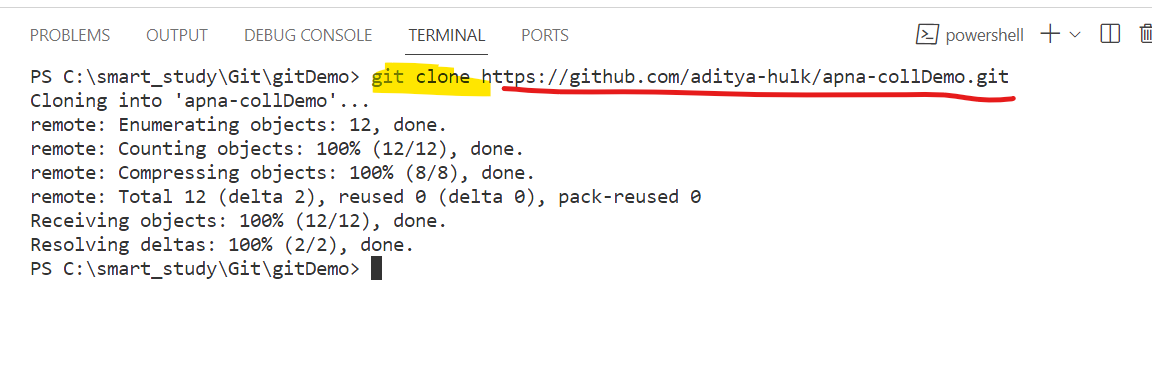 PROBLEMS OUTPUT DEBUG CONSOLE TERMINAL PORTS powershell
PS C:\smart_study\Git\gitDemo> git clone https://github.com/aditya-hulk/apna-collDemo.git
Cloning into 'apna-collDemo'...
remote: Enumerating objects: 12, done.
remote: Counting objects: 100% (12/12), done.
remote: Compressing objects: 100% (8/8), done.
remote: Total 12 (delta 2), reused 0 (delta 0), pack-reused 0
Receiving objects: 100% (12/12), done.
Resolving deltas: 100% (2/2), done.
PS C:\smart_study\Git\gitDemo>